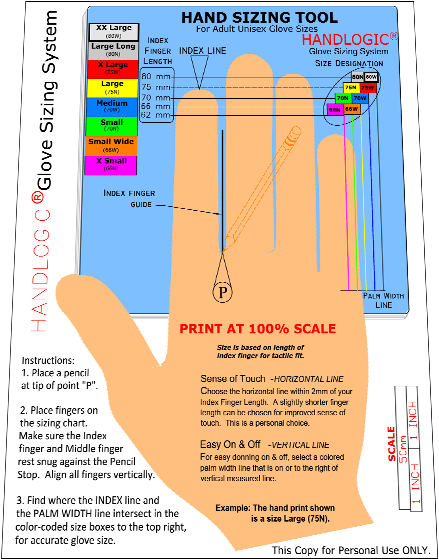 HANDLOGIC®Glove Sizing System
HAND SIZING TOOL
For Adult Unisex Glove Sizes
HANDLOGIC®
Glove Sizing System
SIZE DESIGNATION
XX Large
(80W)
Large Long
(80N)
X Large
(75W)
Large
(75N)
Medium
(70W)
Small
(70N)
Small Wide
(66W)
X Small
(66N)
INDEX
FINGER
LENGTH
INDEX LINE
80 mm
75 mm
70 mm
66 mm
62 mm
80N 80W
75N 75W
70N 70W
66N 66W
INDEX FINGER
GUIDE
P
PALM WIDTH
LINE
PRINT AT 100% SCALE
Size is based on length of
index finger for tactile fit.
Instructions:
1. Place a pencil
at tip of point "P".
2. Place fingers on
the sizing chart.
Make sure the Index
finger and Middle finger
rest snug against the Pencil
Stop. Align all fingers vertically.
3. Find where the INDEX line and
the PALM WIDTH line intersect in the
color-coded size boxes to the top right,
for accurate glove size.
Sense of Touch -HORIZONTAL LINE
Choose the horizontal line within 2mm of your
Index Finger Length. A slightly shorter finger
length can be chosen for improved sense of
touch. This is a personal choice.
Easy On & Off -VERTICAL LINE
For easy donning on & off, select a colored
palm width line that is on or to the right of
vertical measured line.
Example: The hand print shown
is a size Large (75N).
SCALE
50mm
1 INCH
1 INCH
This Copy for Personal Use ONLY.